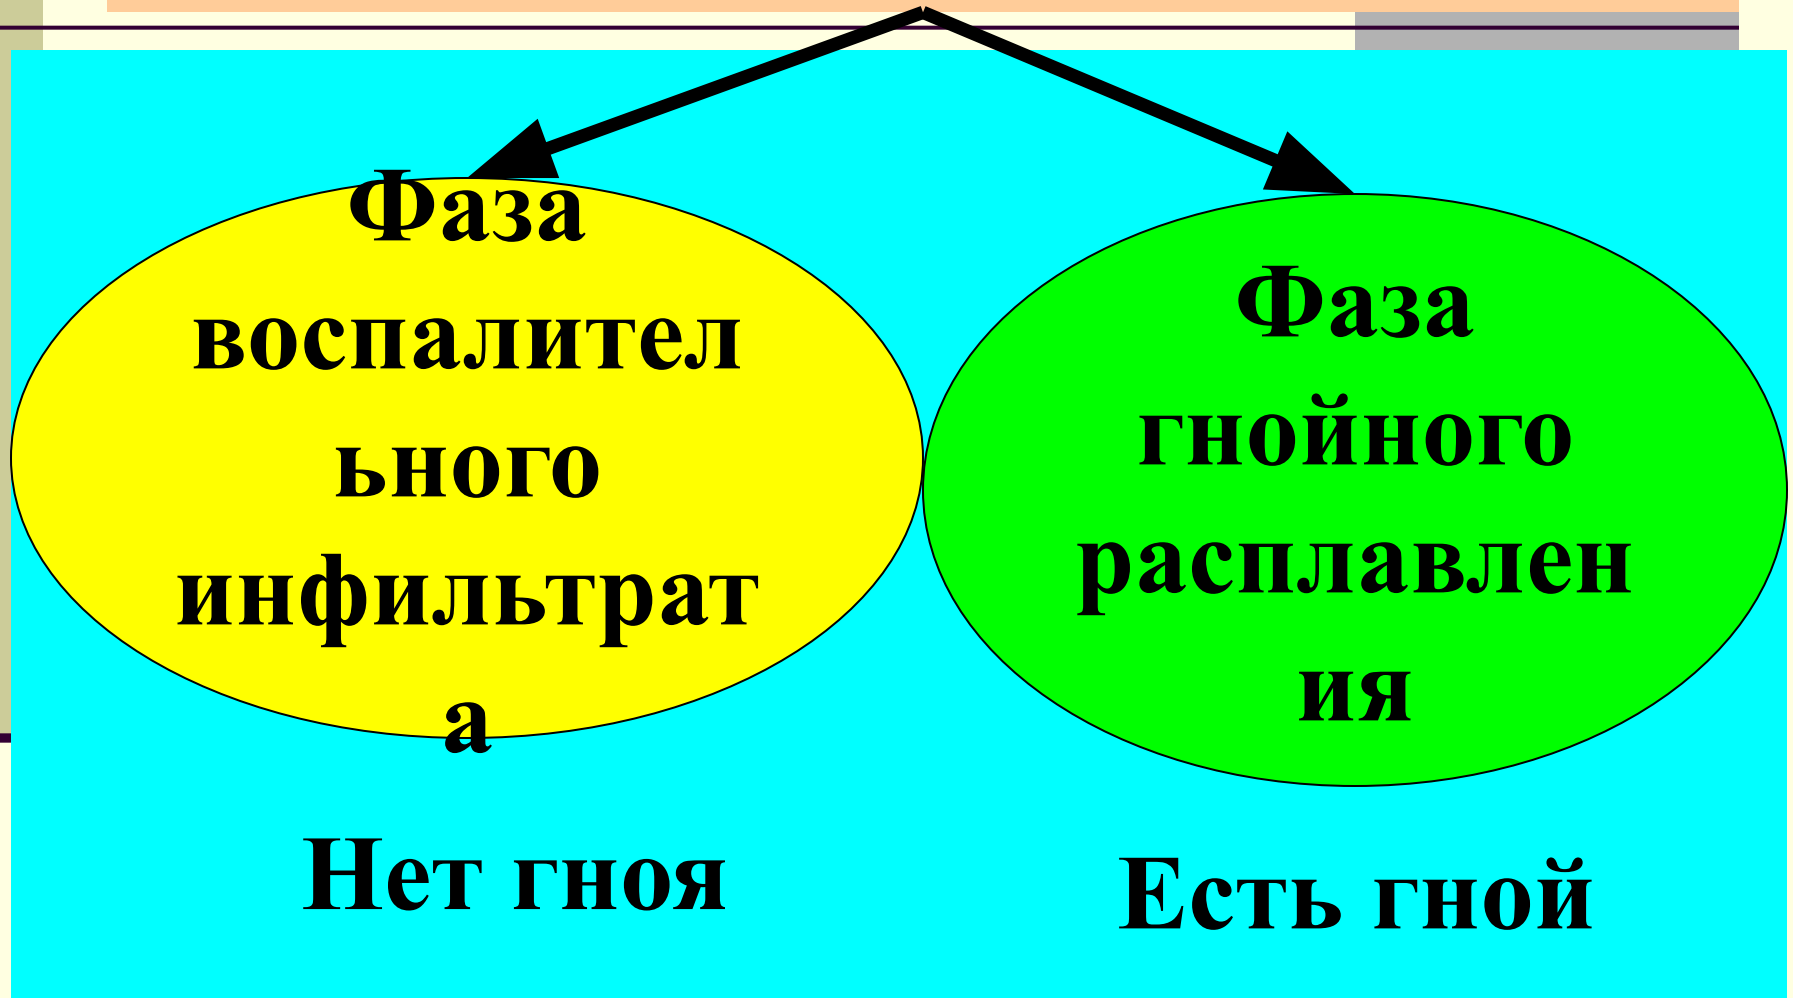 Фаза
воспалител
ьного
инфильтрат
а
Нет гноя
Фаза
гнойного
расплавлен
ия
Есть гной